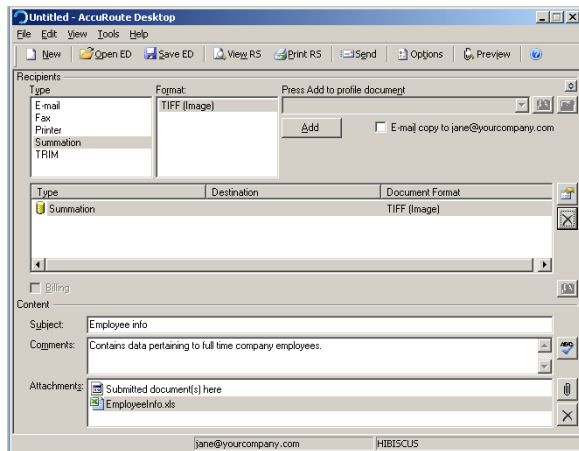 Untitled - AccuRoute Desktop
File Edit View Tools Help
New Open ED Save ED View RS Print RS Send Options Preview
Recipients
Type Format: Press Add to profile document
E-mail TIFF (Image)
Fax
Printer Add E-mail copy to jane@yourcompany.com
Summation
TRIM
Type Destination Document Format
Summation TIFF (Image)
Billing
Content
Subject: Employee info
Comments: Contains data pertaining to full time company employees.
ABC
Attachments: Submitted document(s) here
EmployeeInfo.xls
jane@yourcompany.com HIBISCUS